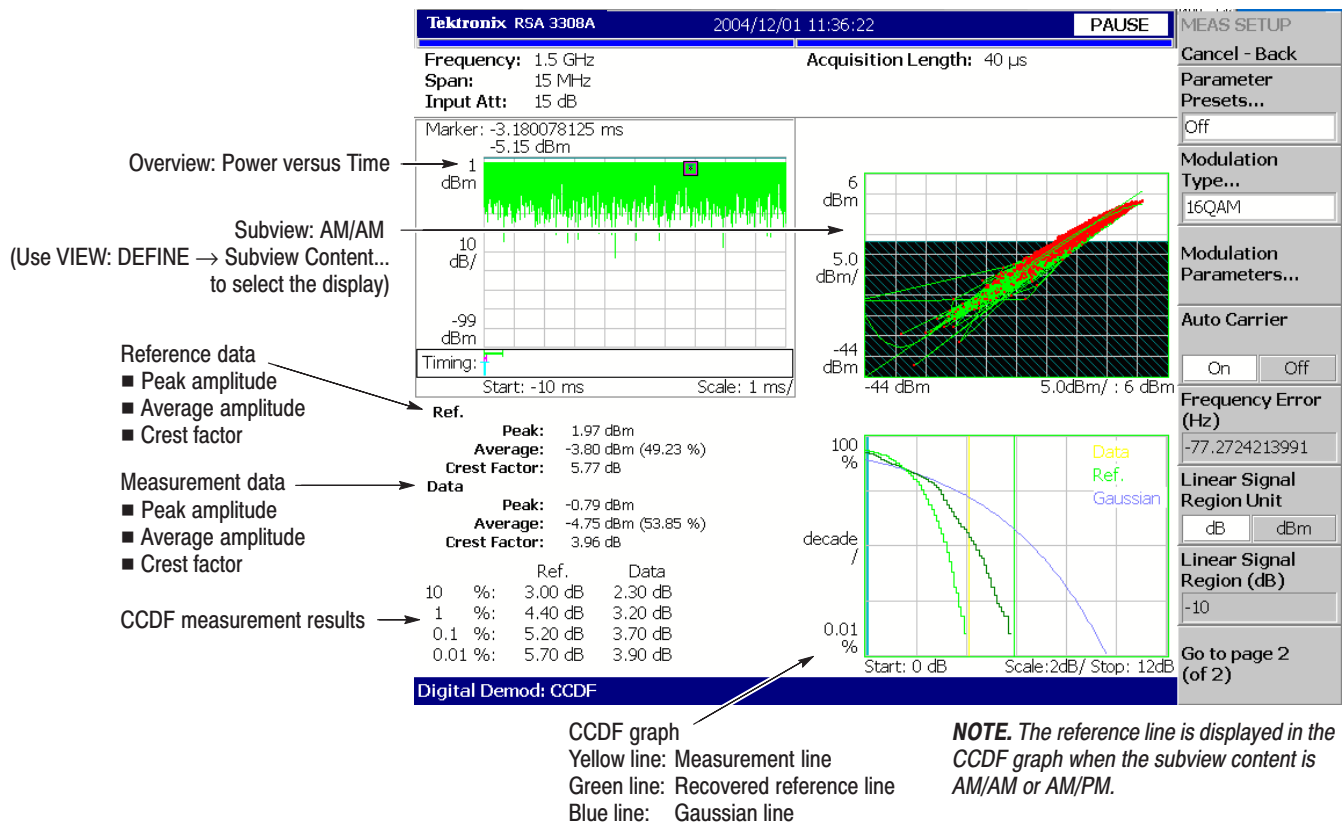 Tektronix RSA 3308A 2004/12/01 11:36:22 PAUSE
Frequency: 1.5 GHz
Span: 15 MHz
Input Att: 15 dB
Acquisition Length: 40 µs
Marker: -3.180078125 ms
-5.15 dBm
1
dBm
10
dB/
-99
dBm
Timing:
Start: -10 ms Scale: 1 ms/
6
dBm
5.0
dBm/
-44
dBm
-44 dBm 5.0dBm/ : 6 dBm
Ref.
Peak: 1.97 dBm
Average: -3.80 dBm (49.23 %)
Crest Factor: 5.77 dB
Data
Peak: -0.79 dBm
Average: -4.75 dBm (53.85 %)
Crest Factor: 3.96 dB
Ref. Data
10 %: 3.00 dB 2.30 dB
1 %: 4.40 dB 3.20 dB
0.1 %: 5.20 dB 3.70 dB
0.01 %: 5.70 dB 3.90 dB
100
%
decade
/
0.01
%
Data
Ref.
Gaussian
Start: 0 dB Scale:2dB/ Stop: 12dB
Digital Demod: CCDF
MEAS SETUP
Cancel - Back
Parameter
Presets...
Off
Modulation
Type...
16QAM
Modulation
Parameters...
Auto Carrier
On Off
Frequency Error
(Hz)
-77.2724213991
Linear Signal
Region Unit
dB dBm
Linear Signal
Region (dB)
-10
Go to page 2
(of 2)
Overview: Power versus Time
Subview: AM/AM
(Use VIEW: DEFINE → Subview Content...
to select the display)
Reference data
■ Peak amplitude
■ Average amplitude
■ Crest factor
Measurement data
■ Peak amplitude
■ Average amplitude
■ Crest factor
CCDF measurement results
CCDF graph
Yellow line: Measurement line
Green line: Recovered reference line
Blue line: Gaussian line
NOTE. The reference line is displayed in the
CCDF graph when the subview content is
AM/AM or AM/PM.